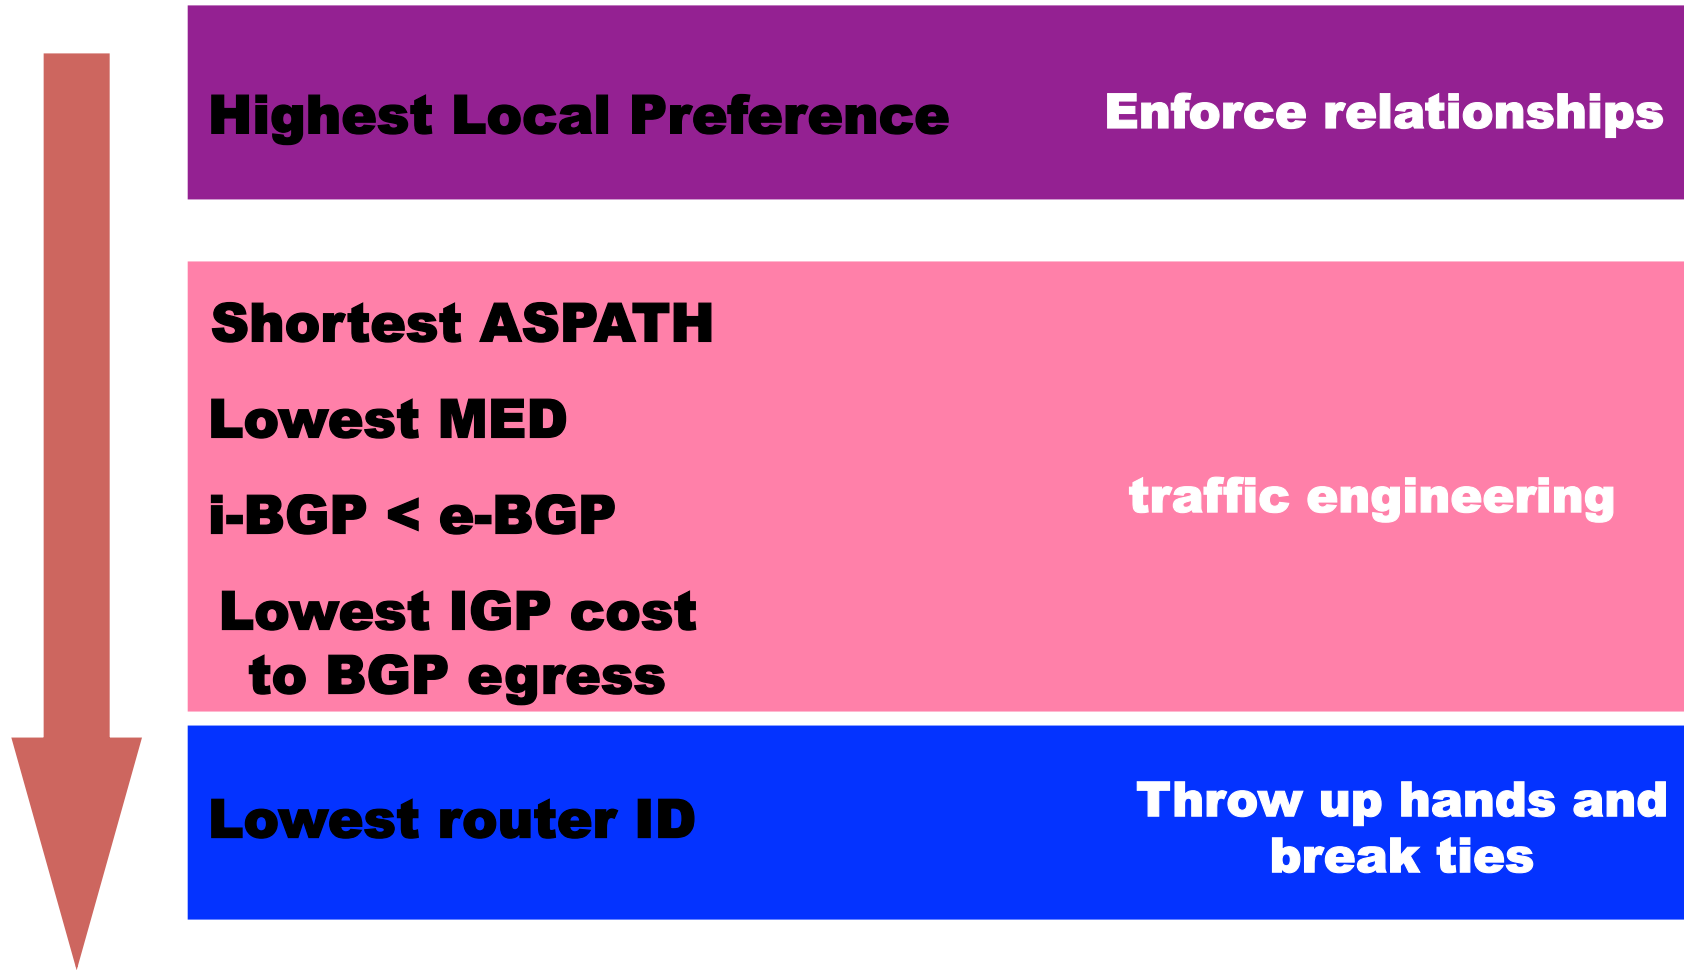 Highest Local Preference
Enforce relationships
Shortest ASPATH
Lowest MED
i-BGP < e-BGP
traffic engineering
Lowest IGP cost
to BGP egress
Lowest router ID
Throw up hands and
break ties